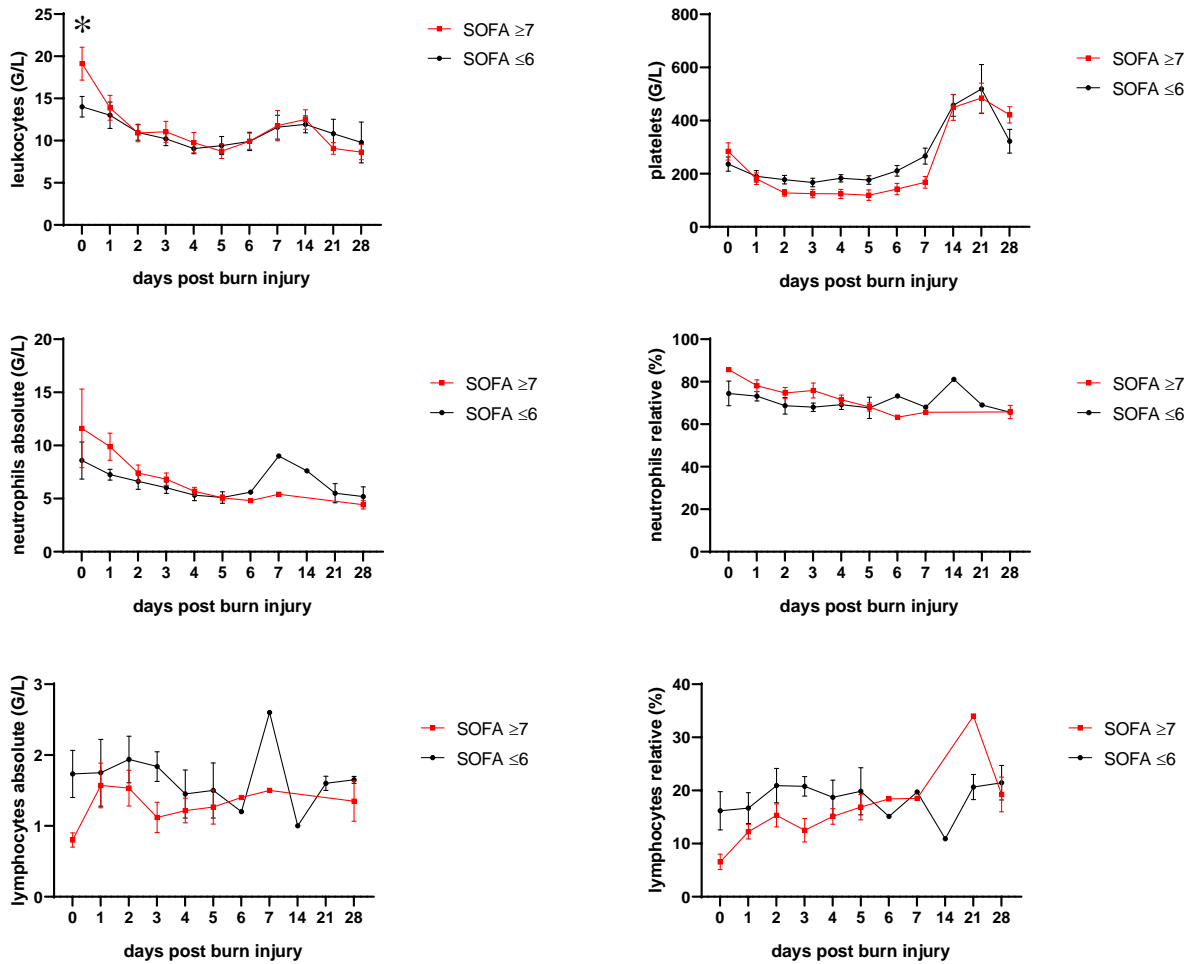 leukocytes (G/L)
25
20
15
10
5
0
*
0 1 2 3 4 5 6 7 14 21 28
days post burn injury
SOFA ≥7
SOFA ≤6
platelets (G/L)
800
600
400
200
0
0 1 2 3 4 5 6 7 14 21 28
days post burn injury
SOFA ≥7
SOFA ≤6
neutrophils absolute (G/L)
20
15
10
5
0
0 1 2 3 4 5 6 7 14 21 28
days post burn injury
SOFA ≥7
SOFA ≤6
neutrophils relative (%)
100
80
60
40
20
0
0 1 2 3 4 5 6 7 14 21 28
days post burn injury
SOFA ≥7
SOFA ≤6
lymphocytes absolute (G/L)
3
2
1
0
0 1 2 3 4 5 6 7 14 21 28
days post burn injury
SOFA ≥7
SOFA ≤6
lymphocytes relative (%)
40
30
20
10
0
0 1 2 3 4 5 6 7 14 21 28
days post burn injury
SOFA ≥7
SOFA ≤6